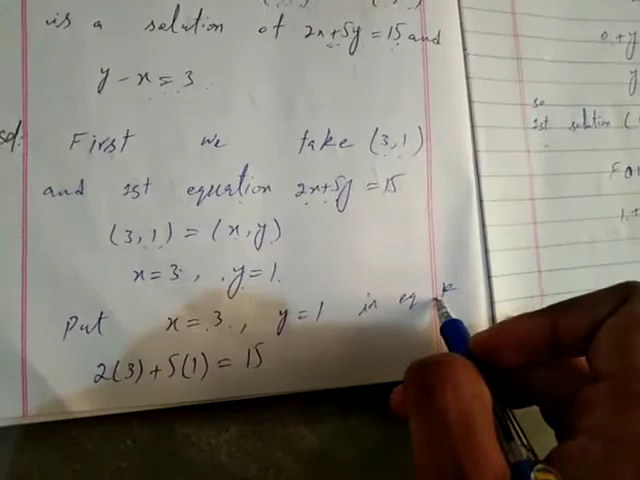 is a solution of 2x+5y=15 and
y-x=3
Sol. First we take (3,1)
and 1st equation 2x+5y=15
(3,1)=(x,y)
x=3, y=1.
Put x=3, y=1 in eq
2(3)+5(1)=15
0+y
y
so
1st solution (
For